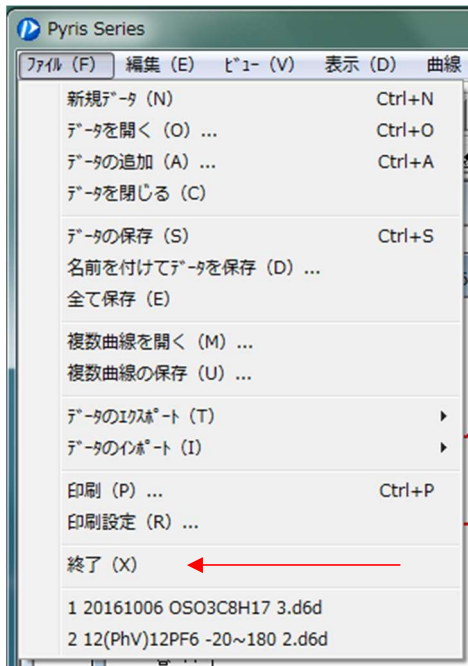 Pyris Series
ﾌｧｲﾙ (F) 編集 (E) ﾋﾞｭｰ (V) 表示 (D) 曲線
新規ﾃﾞｰﾀ (N) Ctrl+N
ﾃﾞｰﾀを開く (O) ... Ctrl+O
ﾃﾞｰﾀの追加 (A) ... Ctrl+A
ﾃﾞｰﾀを閉じる (C)
ﾃﾞｰﾀの保存 (S) Ctrl+S
名前を付けてﾃﾞｰﾀを保存 (D) ...
全て保存 (E)
複数曲線を開く (M) ...
複数曲線の保存 (U) ...
ﾃﾞｰﾀのｴｸｽﾎﾟｰﾄ (T)
ﾃﾞｰﾀのｲﾝﾎﾟｰﾄ (I)
印刷 (P) ... Ctrl+P
印刷設定 (R) ...
終了 (X)
1 20161006 OSO3C8H17 3.d6d
2 12(PhV)12PF6 -20~180 2.d6d